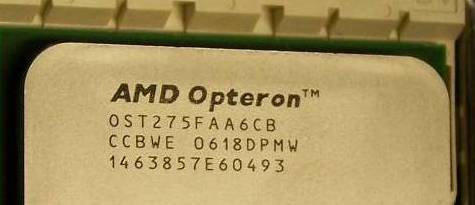 AMD Opteron™
OST275FAA6CB
CCBWE 0618DPMW
1463857E60493